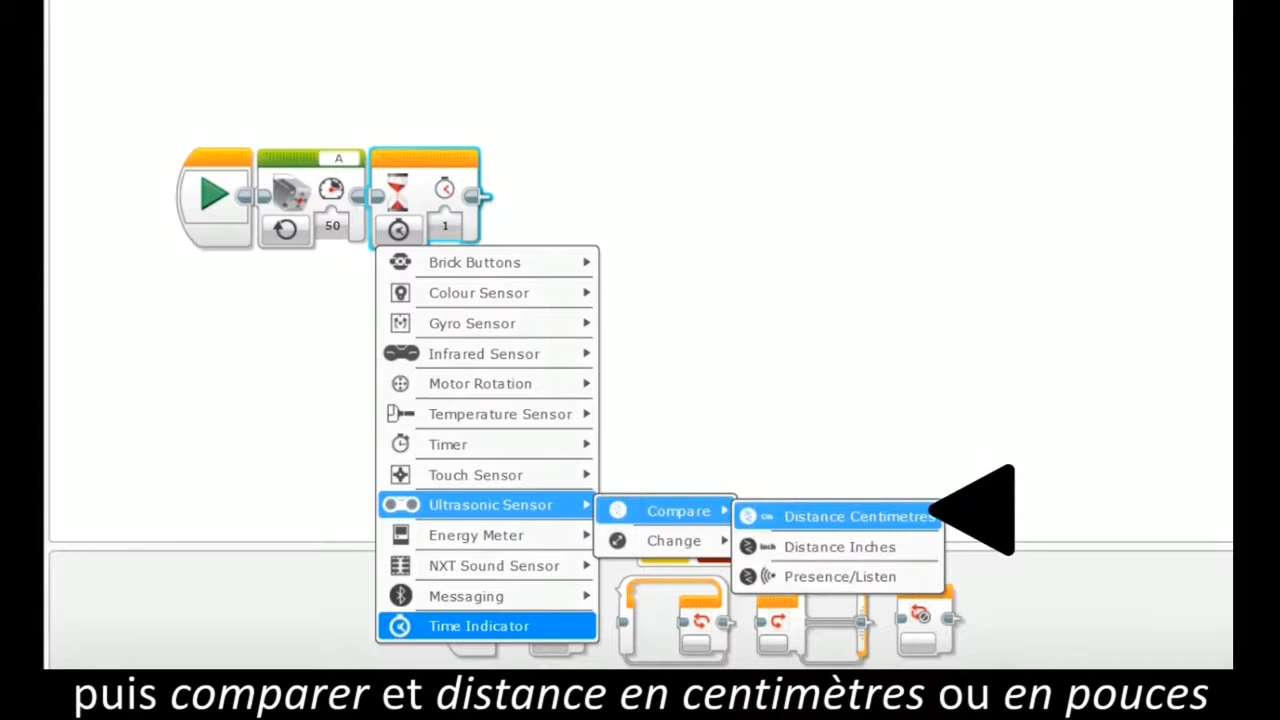 A
50
1
Brick Buttons
Colour Sensor
Gyro Sensor
Infrared Sensor
Motor Rotation
Temperature Sensor
Timer
Touch Sensor
Ultrasonic Sensor
Energy Meter
NXT Sound Sensor
Messaging
Time Indicator
Compare
Change
cm Distance Centimetres
Inch Distance Inches
Presence/Listen
puis comparer et distance en centimètres ou en pouces